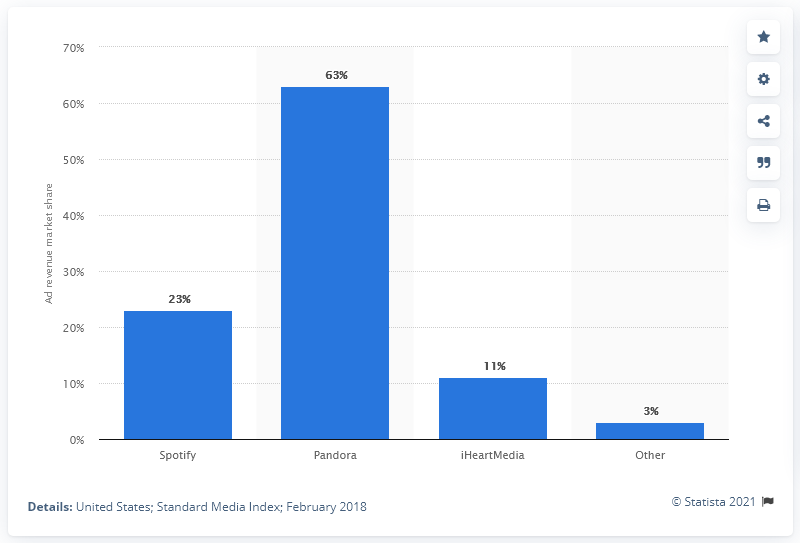 70%
60%
50%
40%
30%
20%
10%
0%
Ad revenue market share
23%
63%
11%
3%
Spotify
Pandora
iHeartMedia
Other
Details: United States; Standard Media Index; February 2018
© Statista 2021